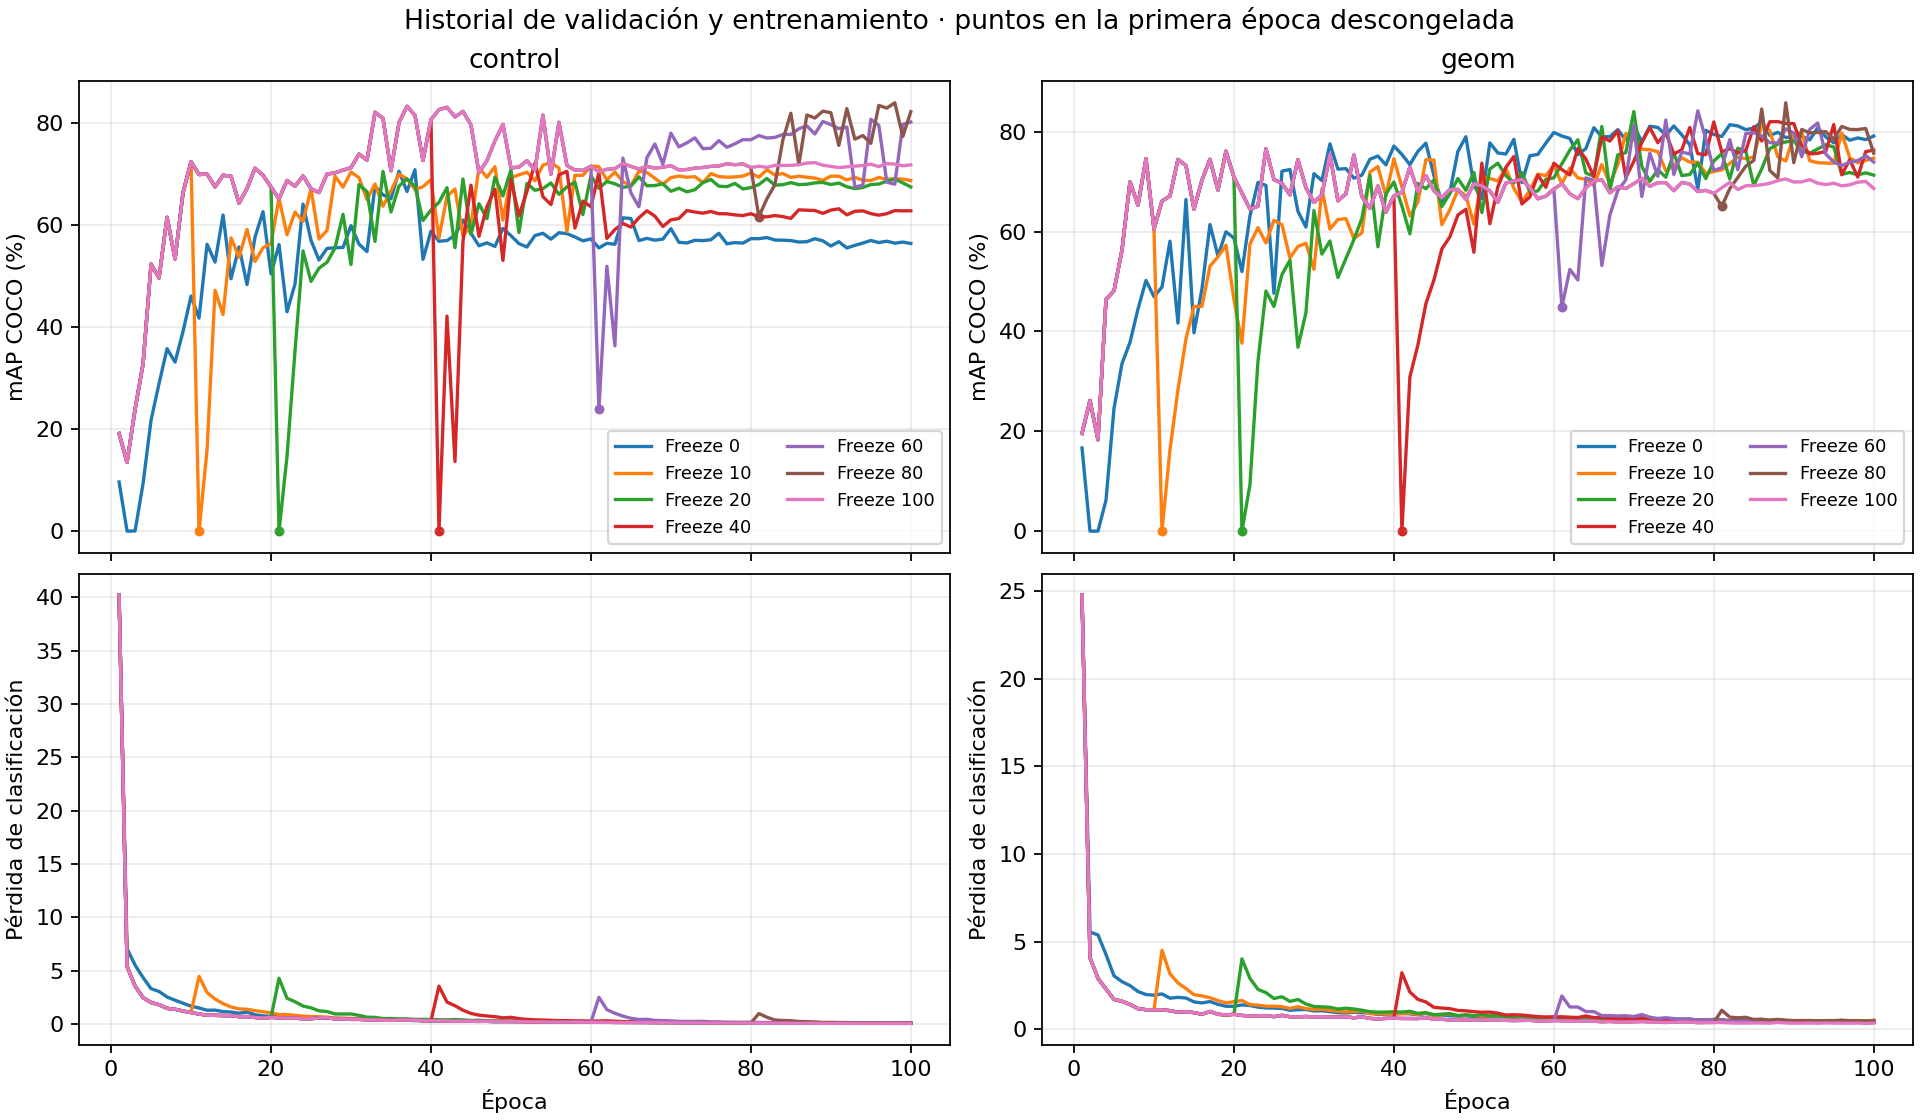 Historial de validación y entrenamiento · puntos en la primera época descongelada
control
mAP COCO (%)
80
60
40
20
0
Freeze 0
Freeze 10
Freeze 20
Freeze 40
Freeze 60
Freeze 80
Freeze 100
geom
mAP COCO (%)
80
60
40
20
0
Freeze 0
Freeze 10
Freeze 20
Freeze 40
Freeze 60
Freeze 80
Freeze 100
Pérdida de clasificación
40
35
30
25
20
15
10
5
0
0 20 40 60 80 100
Época
Pérdida de clasificación
25
20
15
10
5
0
0 20 40 60 80 100
Época